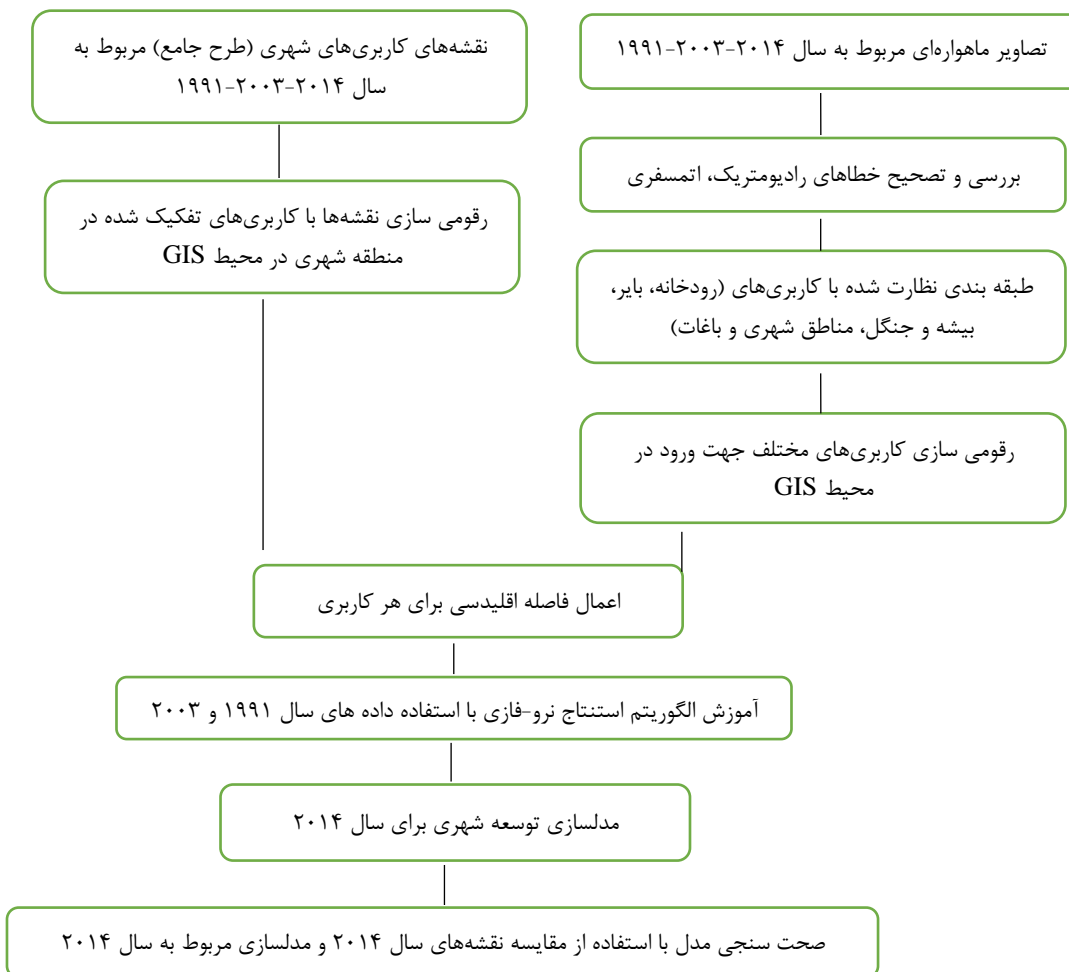 تصاویر ماهواره‌ای مربوط به سال ۲۰۱۴-۲۰۰۳-۱۹۹۱
بررسی و تصحیح خطاهای رادیومتریک، اتمسفری
طبقه بندی نظارت شده با کاربری‌های (رودخانه، بایر،
بیشه و جنگل، مناطق شهری و باغات)
رقومی سازی کاربری‌های مختلف جهت ورود در
محیط GIS
نقشه‌های کاربری‌های شهری (طرح جامع) مربوط به
سال ۲۰۱۴-۲۰۰۳-۱۹۹۱
رقومی سازی نقشه‌ها با کاربری‌های تفکیک شده در
منطقه شهری در محیط GIS
اعمال فاصله اقلیدسی برای هر کاربری
آموزش الگوریتم استنتاج نرو-فازی با استفاده داده های سال ۱۹۹۱ و ۲۰۰۳
مدلسازی توسعه شهری برای سال ۲۰۱۴
صحت سنجی مدل با استفاده از مقایسه نقشه‌های سال ۲۰۱۴ و مدلسازی مربوط به سال ۲۰۱۴